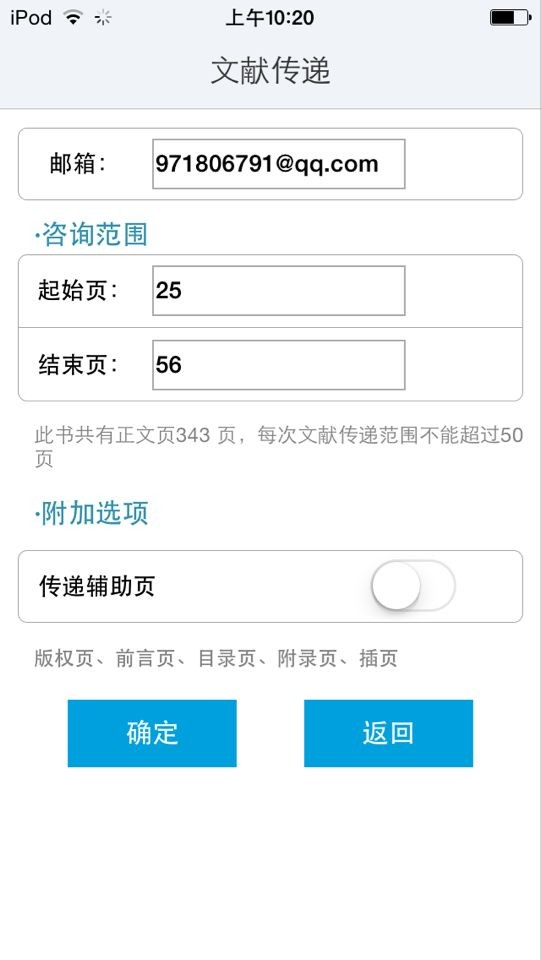 iPod 上午10:20
文献传递
邮箱： 971806791@qq.com
·咨询范围
起始页： 25
结束页： 56
此书共有正文页343 页，每次文献传递范围不能超过50
页
·附加选项
传递辅助页
版权页、前言页、目录页、附录页、插页
确定 返回